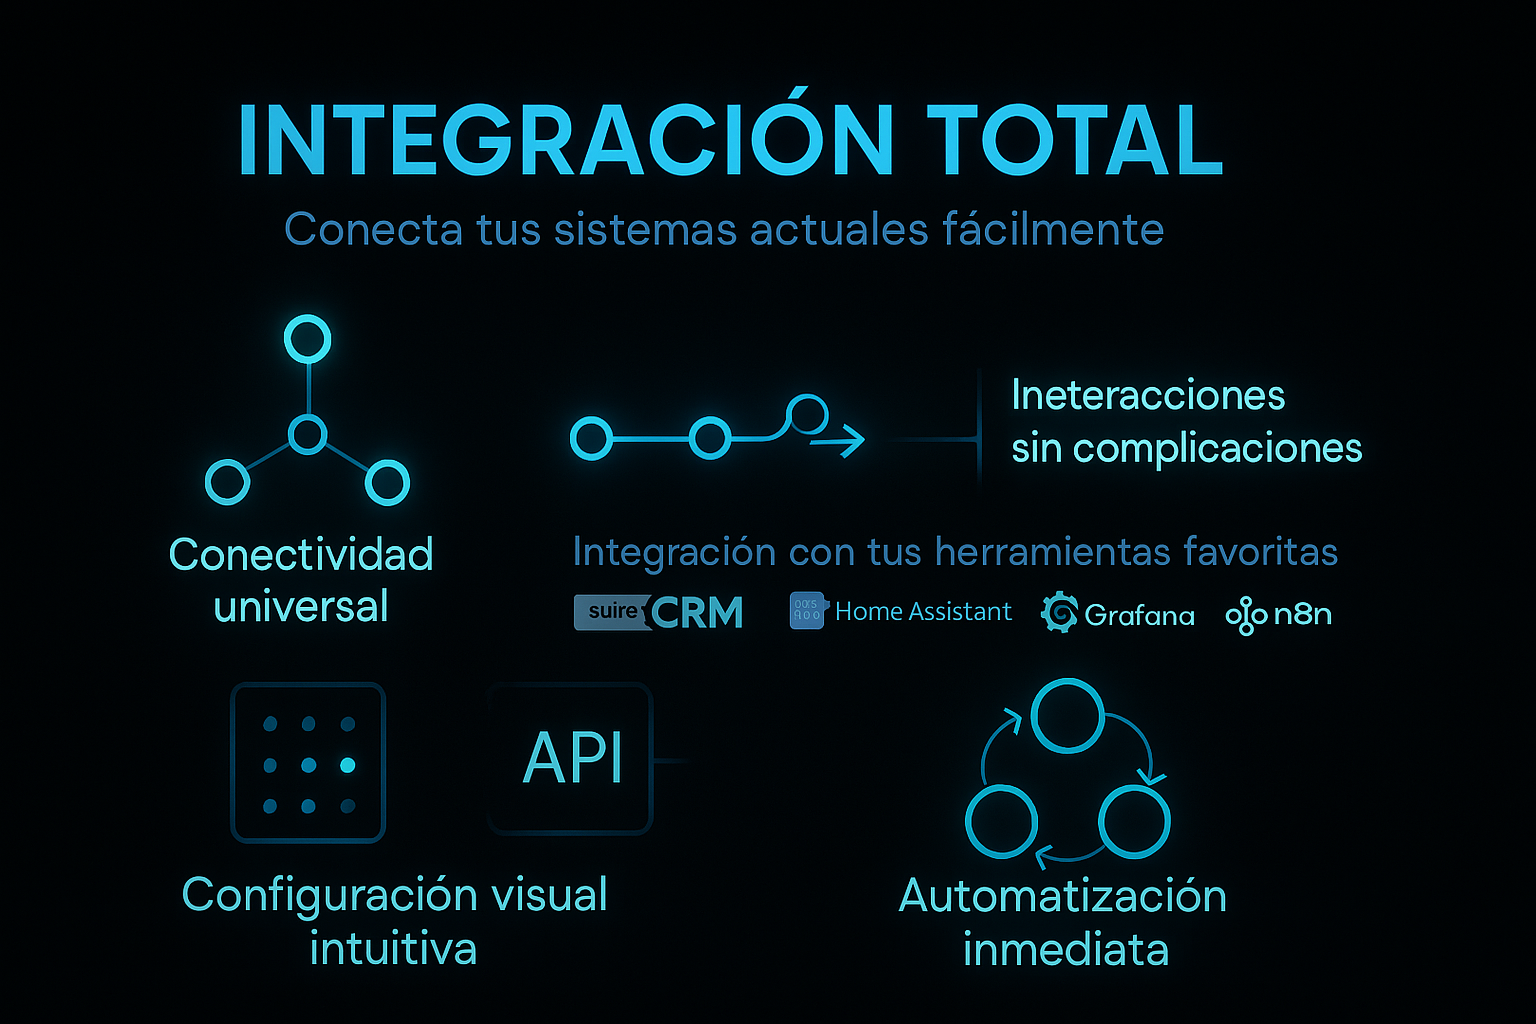 INTEGRACIÓN TOTAL
Conecta tus sistemas actuales fácilmente
Conectividad
universal
Ineteracciones
sin complicaciones
Integración con tus herramientas favoritas
suire CRM
Home Assistant
Grafana
n8n
API
Configuración visual
intuitiva
Automatización
inmediata